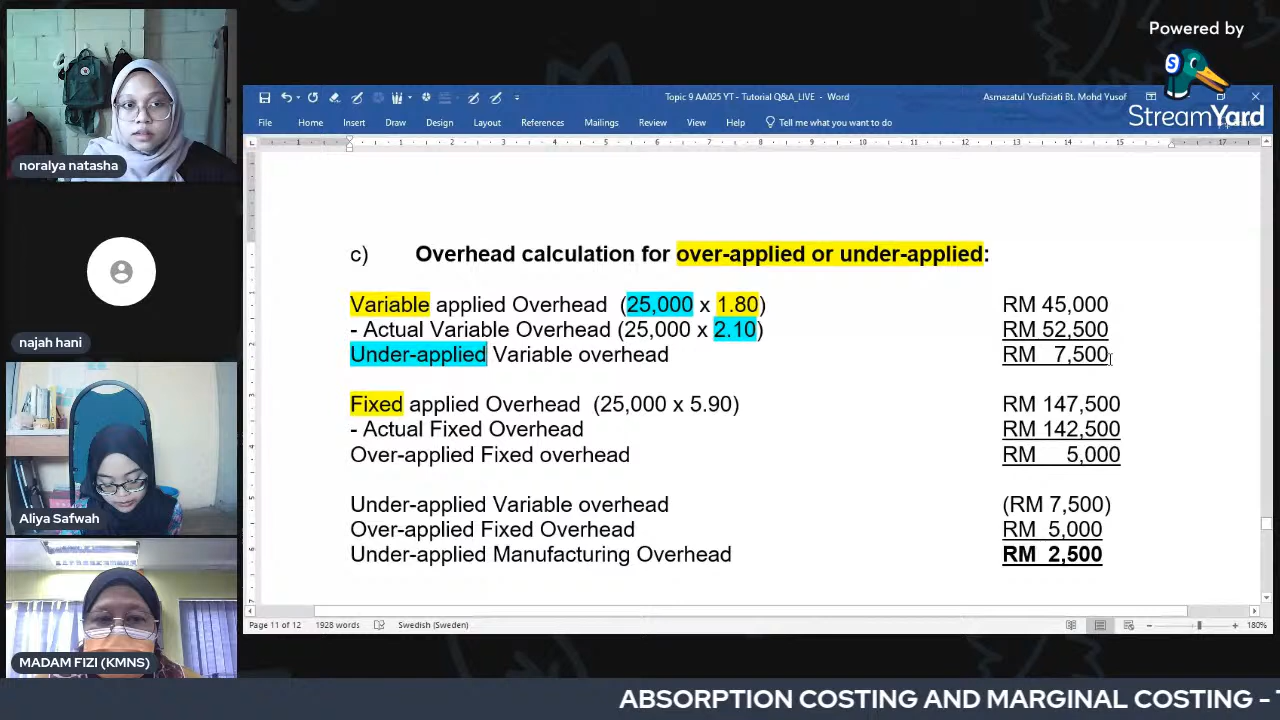 Powered by
StreamYard
noralya natasha
najah hani
Aliya Safwah
MADAM FIZI (KMNS)
Topic 9 AA025 YT - Tutorial Q&A_LIVE - Word
Asmazatul Yusfiziati Bt. Mohd Yusof
File Home Insert Draw Design Layout References Mailings Review View Help Tell me what you want to do
c) Overhead calculation for over-applied or under-applied:
Variable applied Overhead (25,000 x 1.80) RM 45,000
- Actual Variable Overhead (25,000 x 2.10) RM 52,500
Under-applied Variable overhead RM 7,500
Fixed applied Overhead (25,000 x 5.90) RM 147,500
- Actual Fixed Overhead RM 142,500
Over-applied Fixed overhead RM 5,000
Under-applied Variable overhead (RM 7,500)
Over-applied Fixed Overhead RM 5,000
Under-applied Manufacturing Overhead RM 2,500
Page 11 of 12 1928 words Swedish (Sweden) 180%
ABSORPTION COSTING AND MARGINAL COSTING -